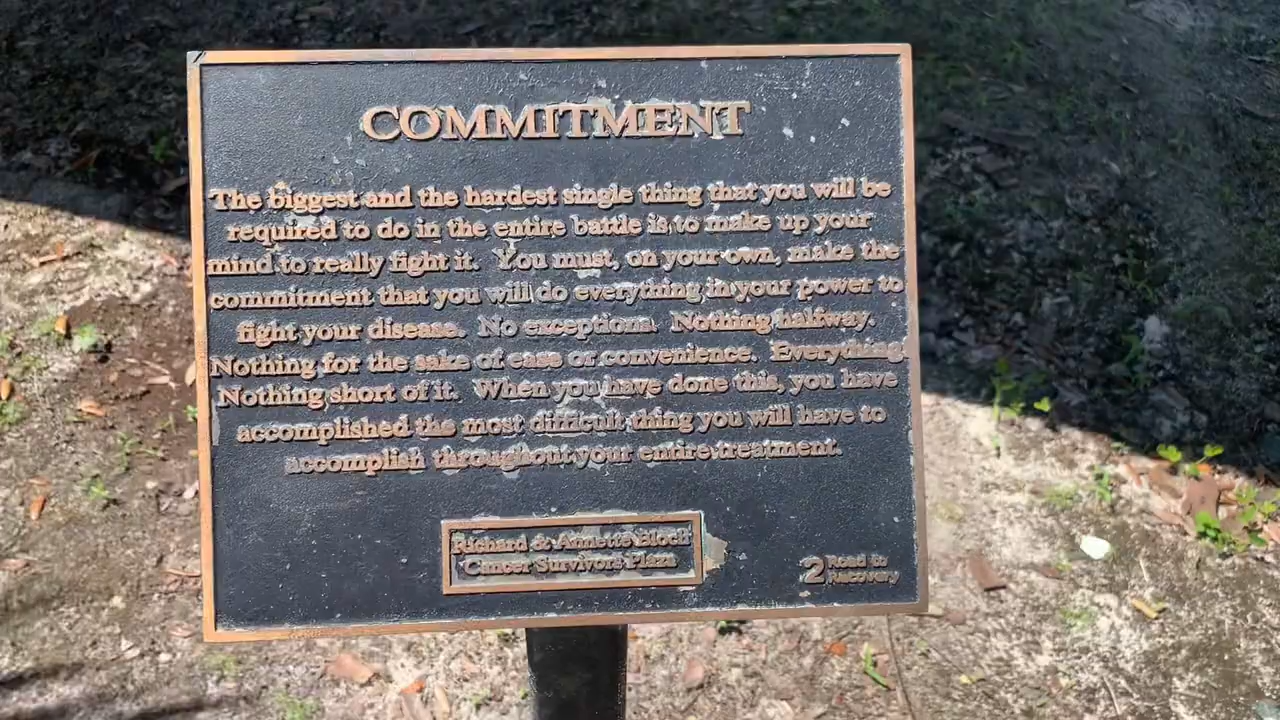 COMMITMENT
The biggest and the hardest single thing that you will be
required to do in the entire battle is to make up your
mind to really fight it. You must, on your own, make the
commitment that you will do everything in your power to
fight your disease. No exceptions. Nothing halfway.
Nothing for the sake of ease or convenience. Everything.
Nothing short of it. When you have done this, you have
accomplished the most difficult thing you will have to
accomplish throughout your entire treatment.
Richard & Annette Bloch
Cancer Survivors Plaza
2 Road to
Recovery